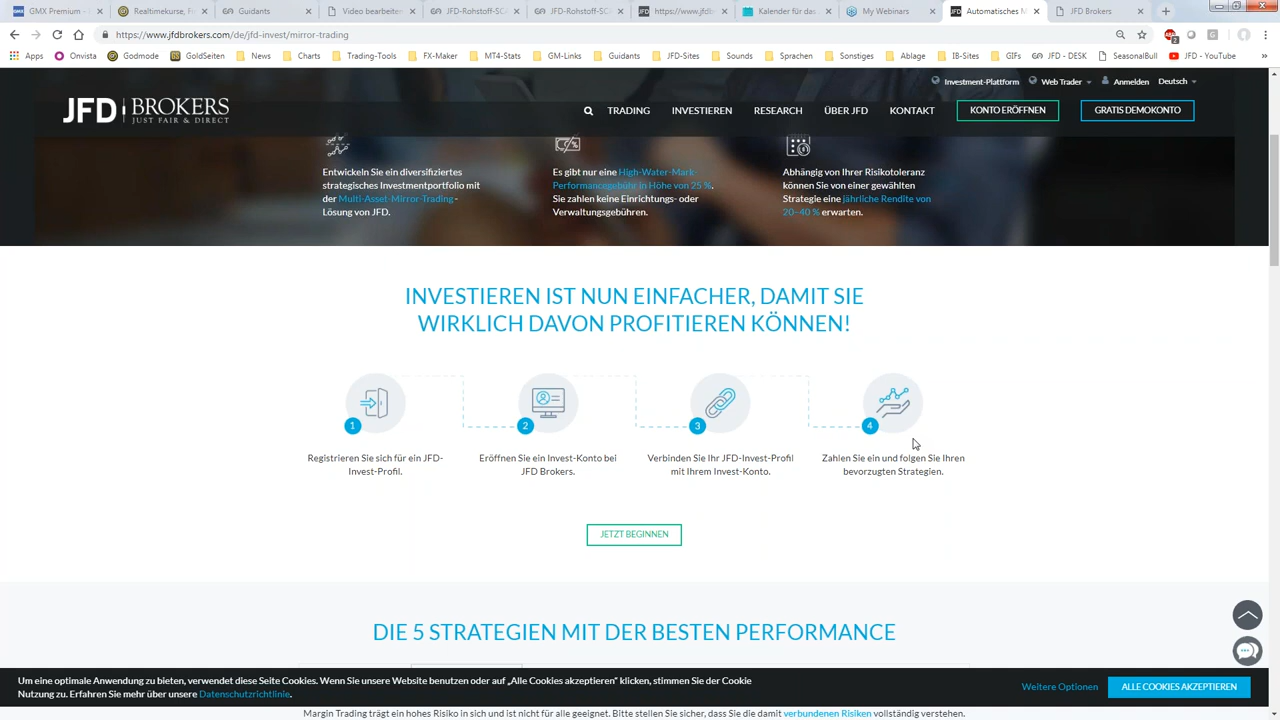 GMX Premium - K
Realtimekurse, Fi
Guidants
Video bearbeiten
JFD-Rohstoff-SCA
JFD-Rohstoff-SCA
https://www.jfdb
Kalender für das
My Webinars
Automatisches M
JFD Brokers
https://www.jfdbrokers.com/de/jfd-invest/mirror-trading
Apps
Onvista
Godmode
GoldSeiten
News
Charts
Trading-Tools
FX-Maker
MT4-Stats
GM-Links
Guidants
JFD-Sites
Sounds
Sprachen
Sonstiges
Ablage
IB-Sites
GIFs
JFD - DESK
SeasonalBull
JFD - YouTube
Investment-Plattform
Web Trader
Anmelden
Deutsch
JFD BROKERS
JUST FAIR & DIRECT
TRADING
INVESTIEREN
RESEARCH
ÜBER JFD
KONTAKT
KONTO ERÖFFNEN
GRATIS DEMOKONTO
Entwickeln Sie ein diversifiziertes
strategisches Investmentportfolio mit
der Multi-Asset-Mirror-Trading -
Lösung von JFD.
Es gibt nur eine High-Water-Mark-
Performancegebühr in Höhe von 25 %.
Sie zahlen keine Einrichtungs- oder
Verwaltungsgebühren.
Abhängig von Ihrer Risikotoleranz
können Sie von einer gewählten
Strategie eine jährliche Rendite von
20–40 % erwarten.
INVESTIEREN IST NUN EINFACHER, DAMIT SIE
WIRKLICH DAVON PROFITIEREN KÖNNEN!
1
2
3
4
Registrieren Sie sich für ein JFD-
Invest-Profil.
Eröffnen Sie ein Invest-Konto bei
JFD Brokers.
Verbinden Sie Ihr JFD-Invest-Profil
mit Ihrem Invest-Konto.
Zahlen Sie ein und folgen Sie Ihren
bevorzugten Strategien.
JETZT BEGINNEN
DIE 5 STRATEGIEN MIT DER BESTEN PERFORMANCE
Um eine optimale Anwendung zu bieten, verwendet diese Seite Cookies. Wenn Sie unsere Website benutzen oder auf „Alle Cookies akzeptieren" klicken, stimmen Sie der Cookie
Nutzung zu. Erfahren Sie mehr über unsere Datenschutzrichtlinie.
Weitere Optionen
ALLE COOKIES AKZEPTIEREN
Margin Trading trägt ein hohes Risiko in sich und ist nicht für alle geeignet. Bitte stellen Sie sicher, dass Sie die damit verbundenen Risiken vollständig verstehen.